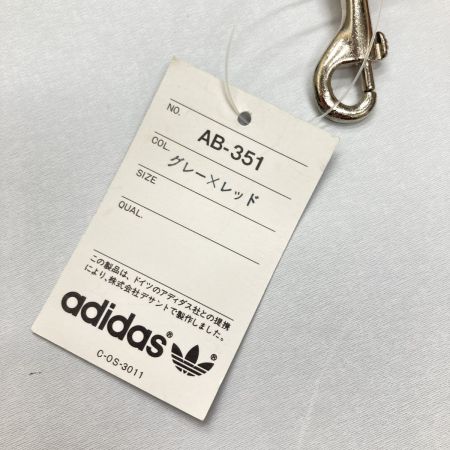 NO. AB-351
COL. グレー×レッド
SIZE
QUAL.
この製品は、ドイツのアディダス社との提携
により、株式会社デサントで製作しました。
adidas®
®
C-OS-3011